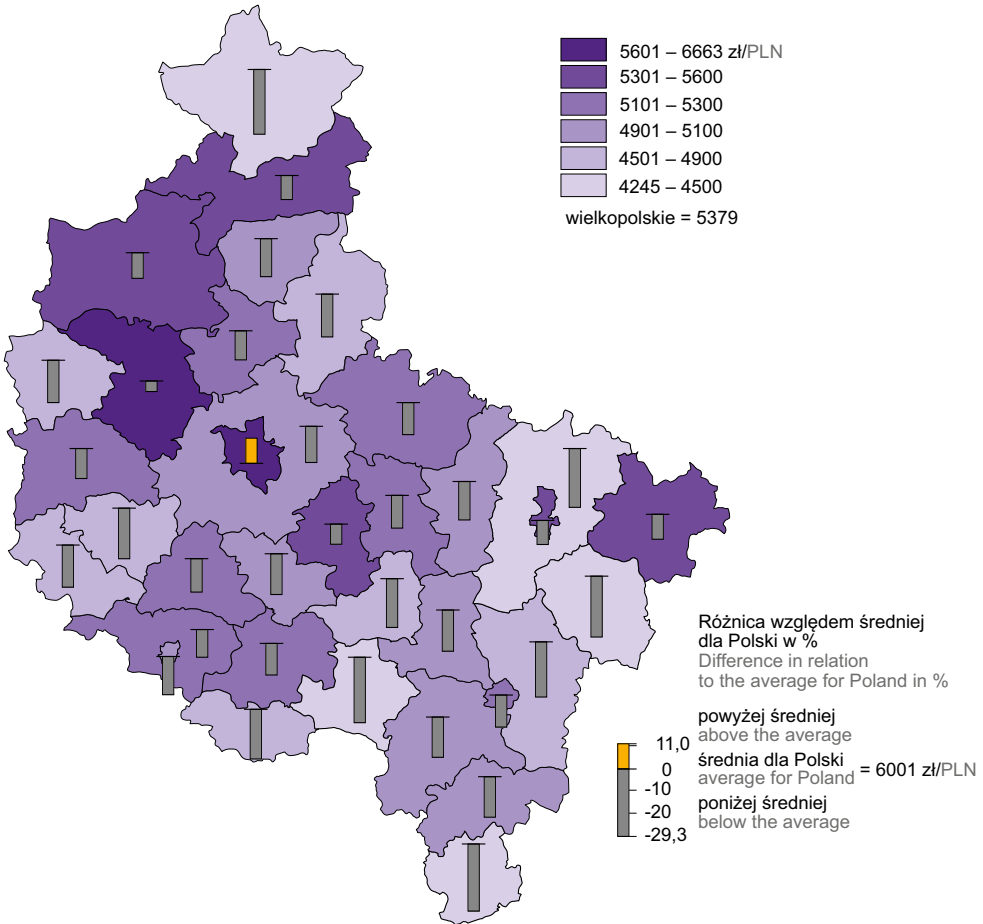 5601 – 6663 zł/PLN
5301 – 5600
5101 – 5300
4901 – 5100
4501 – 4900
4245 – 4500
wielkopolskie = 5379
Różnica względem średniej
dla Polski w %
Difference in relation
to the average for Poland in %
powyżej średniej
above the average
11,0
średnia dla Polski
0
average for Poland = 6001 zł/PLN
-10
poniżej średniej
-20
below the average
-29,3